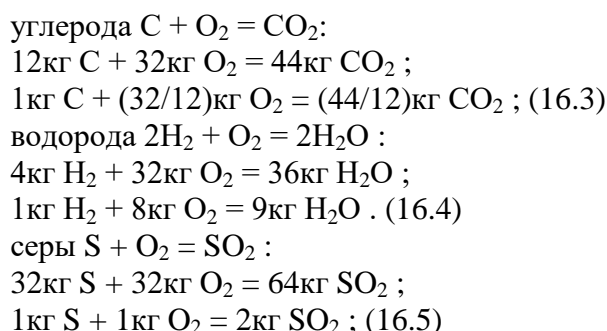 углерода C + O₂ = CO₂:
12кг C + 32кг O₂ = 44кг CO₂ ;
1кг C + (32/12)кг O₂ = (44/12)кг CO₂ ; (16.3)
водорода 2H₂ + O₂ = 2H₂O :
4кг H₂ + 32кг O₂ = 36кг H₂O ;
1кг H₂ + 8кг O₂ = 9кг H₂O . (16.4)
серы S + O₂ = SO₂ :
32кг S + 32кг O₂ = 64кг SO₂ ;
1кг S + 1кг O₂ = 2кг SO₂ ; (16.5)